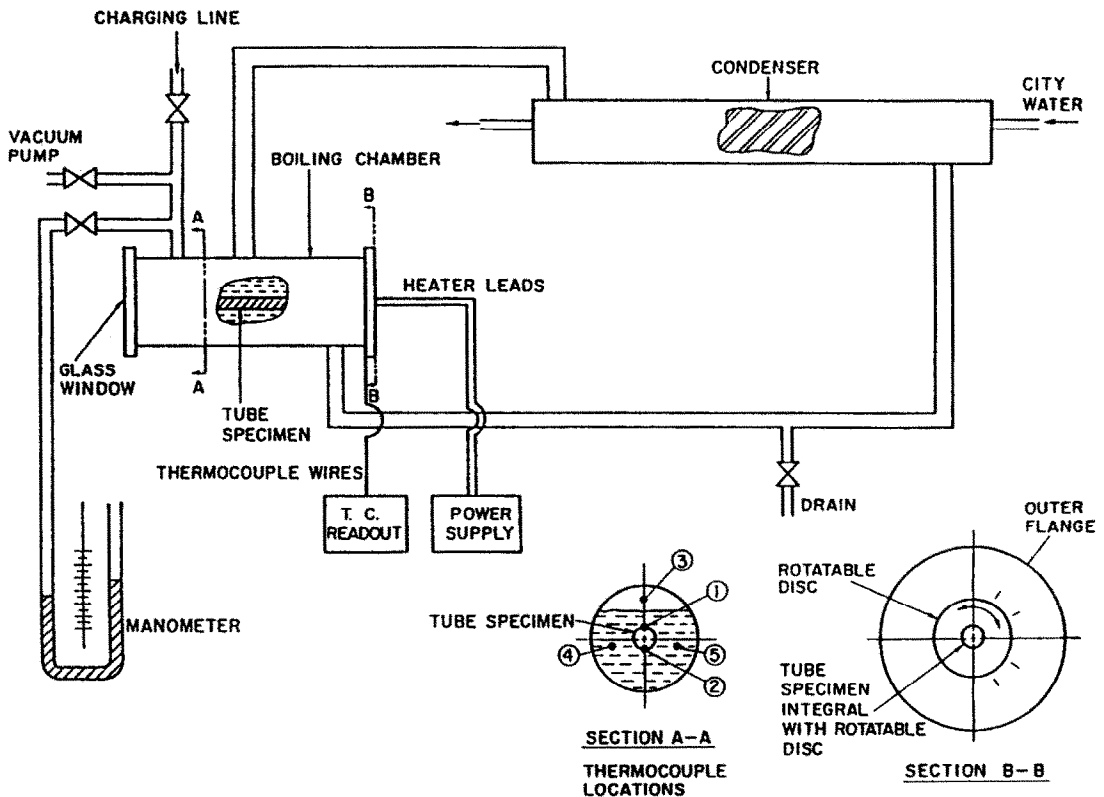 CHARGING LINE
VACUUM
PUMP
BOILING CHAMBER
CONDENSER
CITY
WATER
A
B
HEATER LEADS
GLASS
WINDOW
A
B
TUBE
SPECIMEN
THERMOCOUPLE WIRES
T. C.
READOUT
POWER
SUPPLY
DRAIN
MANOMETER
TUBE SPECIMEN
③
①
④
⑤
②
SECTION A-A
THERMOCOUPLE
LOCATIONS
OUTER
FLANGE
ROTATABLE
DISC
TUBE
SPECIMEN
INTEGRAL
WITH ROTATABLE
DISC
SECTION B-B